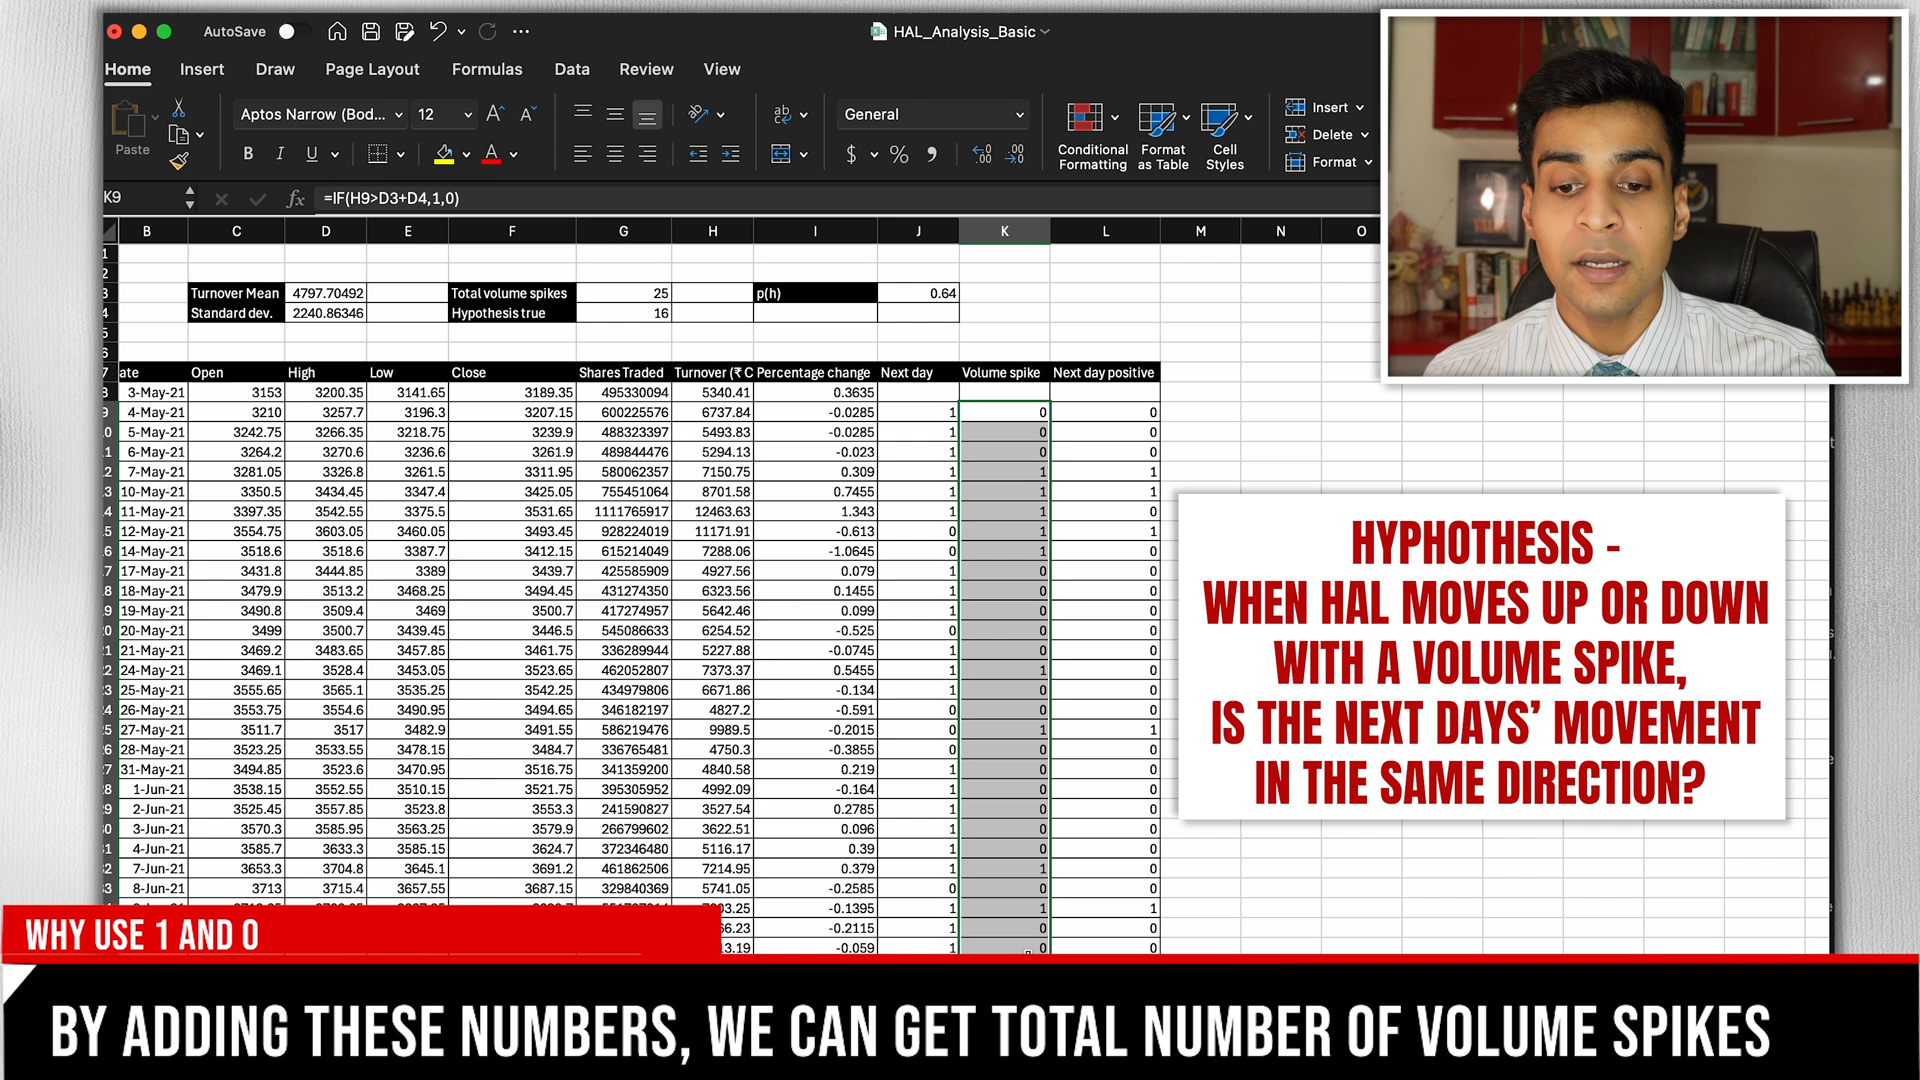 AutoSave
HAL_Analysis_Basic
Home Insert Draw Page Layout Formulas Data Review View
Paste
Aptos Narrow (Bod... 12
General
Conditional Formatting
Format as Table
Cell Styles
Insert
Delete
Format
K9 fx =IF(H9>D3+D4,1,0)
B C D E F G H I J K L M N O
Turnover Mean 4797.70492 Total volume spikes 25 p(h) 0.64
Standard dev. 2240.86346 Hypothesis true 16
ate Open High Low Close Shares Traded Turnover (₹ C Percentage change Next day Volume spike Next day positive
3-May-21 3153 3200.35 3141.65 3189.35 495330094 5340.41 0.3635
4-May-21 3210 3257.7 3196.3 3207.15 600225576 6737.84 -0.0285 1 0 0
5-May-21 3242.75 3266.35 3218.75 3239.9 488323397 5493.83 -0.0285 1 0 0
6-May-21 3264.2 3270.6 3236.6 3261.9 489844476 5294.13 -0.023 1 0 0
7-May-21 3281.05 3326.8 3261.5 3311.95 580062357 7150.75 0.309 1 1 1
10-May-21 3350.5 3434.45 3347.4 3425.05 755451064 8701.58 0.7455 1 1 1
11-May-21 3397.35 3542.55 3375.5 3531.65 1111765917 12463.63 1.343 1 1 0
12-May-21 3554.75 3603.05 3460.05 3493.45 928224019 11171.91 -0.613 0 1 1
14-May-21 3518.6 3518.6 3387.7 3412.15 615214049 7288.06 -1.0645 0 1 0
17-May-21 3431.8 3444.85 3389 3439.7 425585909 4927.56 0.079 1 0 0
18-May-21 3479.9 3513.2 3468.25 3494.45 431274350 6323.56 0.1455 1 0 0
19-May-21 3490.8 3509.4 3469 3500.7 417274957 5642.46 0.099 1 0 0
20-May-21 3499 3500.7 3439.45 3446.5 545086633 6254.52 -0.525 0 0 0
21-May-21 3469.2 3483.65 3457.85 3461.75 336289944 5227.88 -0.0745 1 0 0
24-May-21 3469.1 3528.4 3453.05 3523.65 462052807 7373.37 0.5455 1 1 0
25-May-21 3555.65 3565.1 3535.25 3542.25 434979806 6671.86 -0.134 1 0 0
26-May-21 3553.75 3554.6 3490.95 3494.65 346182197 4827.2 -0.591 0 0 0
27-May-21 3511.7 3517 3482.9 3491.55 586219476 9989.5 -0.2015 0 1 1
28-May-21 3523.25 3533.55 3478.15 3484.7 336765481 4750.3 -0.3855 0 0 0
31-May-21 3494.85 3523.6 3470.95 3516.75 341359200 4840.58 0.219 1 0 0
1-Jun-21 3538.15 3552.55 3510.15 3521.75 395305952 4992.09 -0.164 1 0 0
2-Jun-21 3525.45 3557.85 3523.8 3553.3 241590827 3527.54 0.2785 1 0 0
3-Jun-21 3570.3 3585.95 3563.25 3579.9 266799602 3622.51 0.096 1 0 0
4-Jun-21 3585.7 3633.3 3585.15 3624.7 372346480 5116.17 0.39 1 0 0
7-Jun-21 3653.3 3704.8 3645.1 3691.2 461862506 7214.95 0.379 1 1 0
8-Jun-21 3713 3715.4 3657.55 3687.15 329840369 5741.05 -0.2585 0 0 0
03.25 -0.1395 1 1 1
66.23 -0.2115 1 0 0
3.19 -0.059 1 0 0
HYPHOTHESIS -
WHEN HAL MOVES UP OR DOWN
WITH A VOLUME SPIKE,
IS THE NEXT DAYS’ MOVEMENT
IN THE SAME DIRECTION?
WHY USE 1 AND 0
BY ADDING THESE NUMBERS, WE CAN GET TOTAL NUMBER OF VOLUME SPIKES